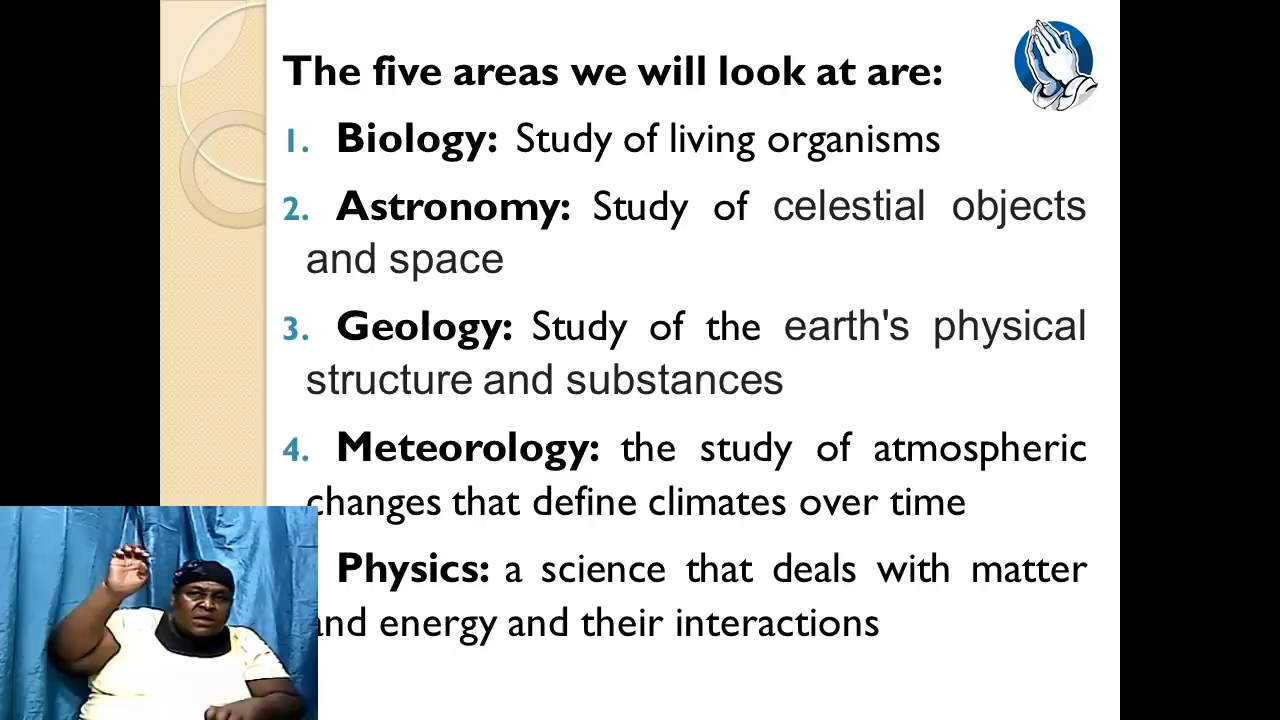 The five areas we will look at are:
1. Biology: Study of living organisms
2. Astronomy: Study of celestial objects
and space
3. Geology: Study of the earth's physical
structure and substances
4. Meteorology: the study of atmospheric
changes that define climates over time
Physics: a science that deals with matter
and energy and their interactions